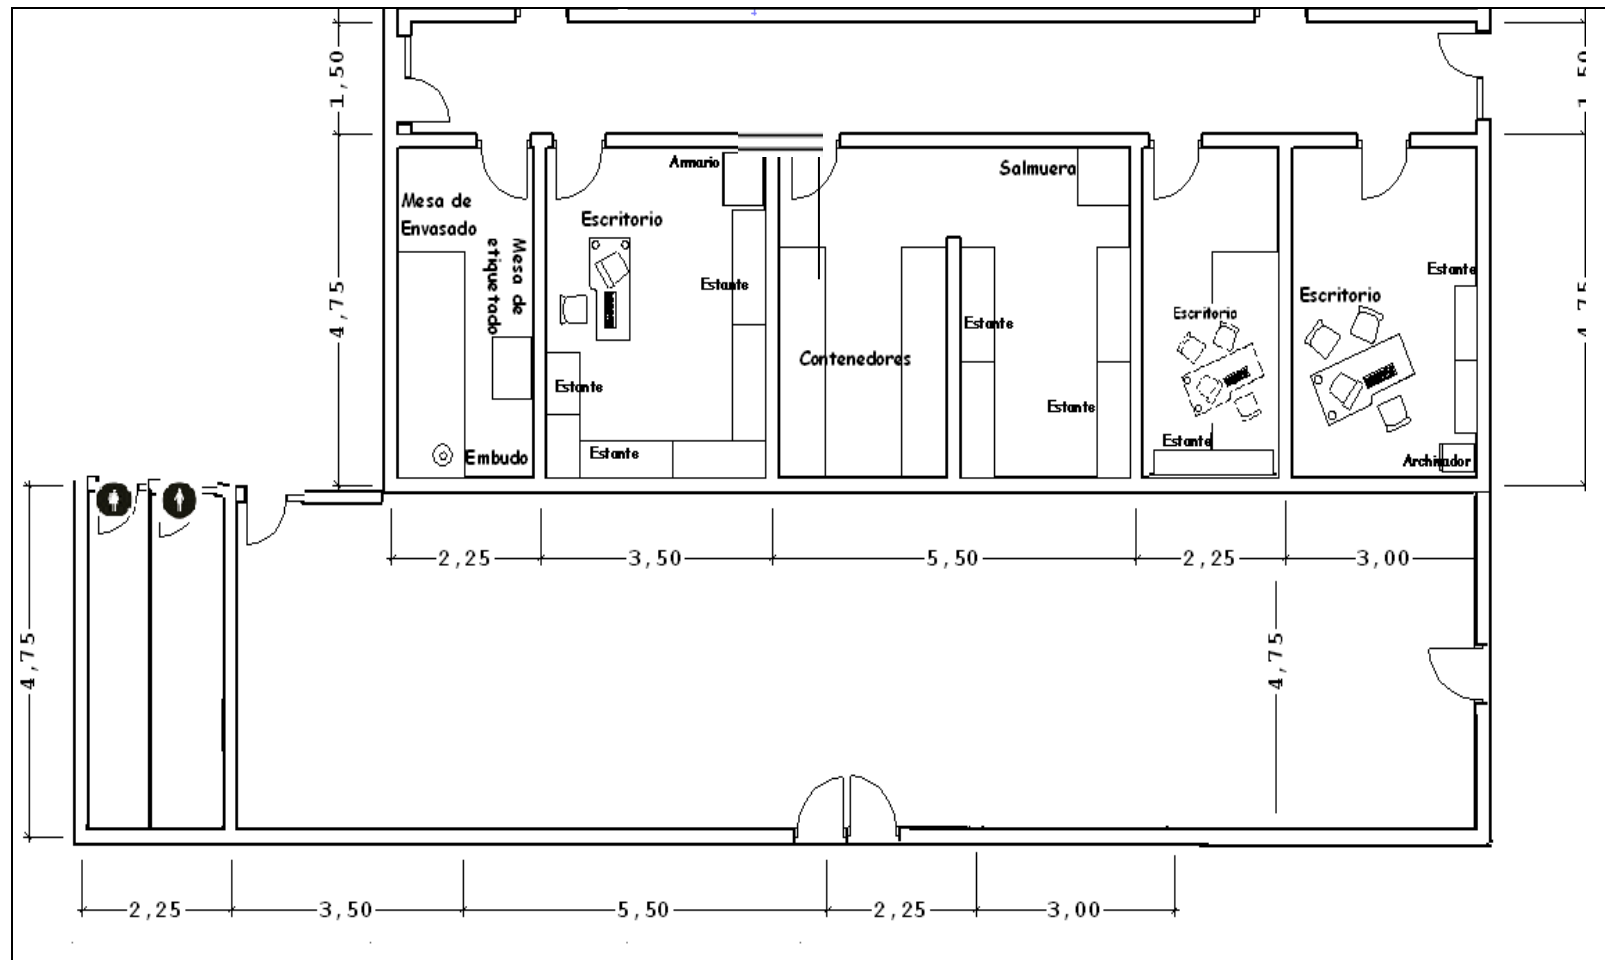 1,50
1,50
Armario
Salmuera
Mesa de
Envasado
Escritorio
Mesa de
etiquetado
Estante
Estante
Escritorio
4,75
4,75
Escritorio
Estante
Contenedores
Estante
Estante
Estante
Embudo
Estante
Archivador
2,25
3,50
5,50
2,25
3,00
4,75
4,75
2,25
3,50
5,50
2,25
3,00